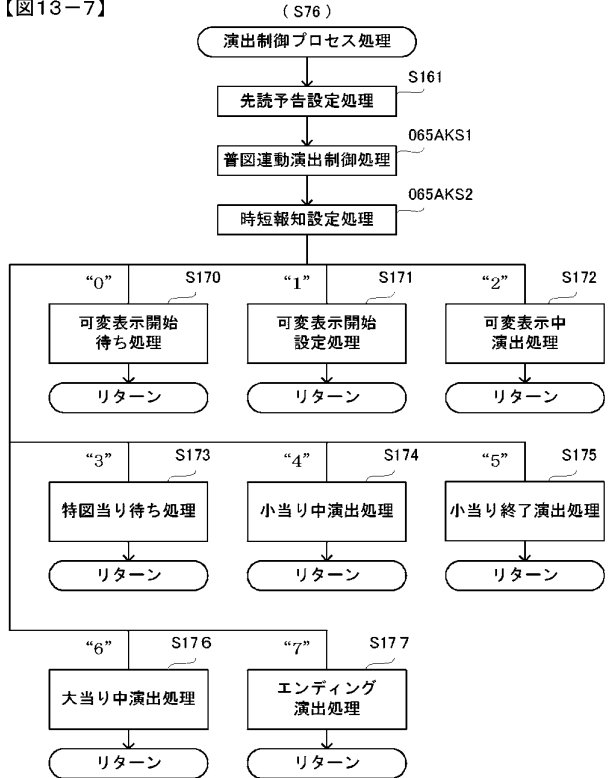 【図13－7】
（S76）
演出制御プロセス処理
S161
先読予告設定処理
065AKS1
普図連動演出制御処理
065AKS2
時短報知設定処理
“0”
S170
可変表示開始
待ち処理
リターン
“1”
S171
可変表示開始
設定処理
リターン
“2”
S172
可変表示中
演出処理
リターン
“3”
S173
特図当り待ち処理
リターン
“4”
S174
小当り中演出処理
リターン
“5”
S175
小当り終了演出処理
リターン
“6”
S176
大当り中演出処理
リターン
“7”
S177
エンディング
演出処理
リターン